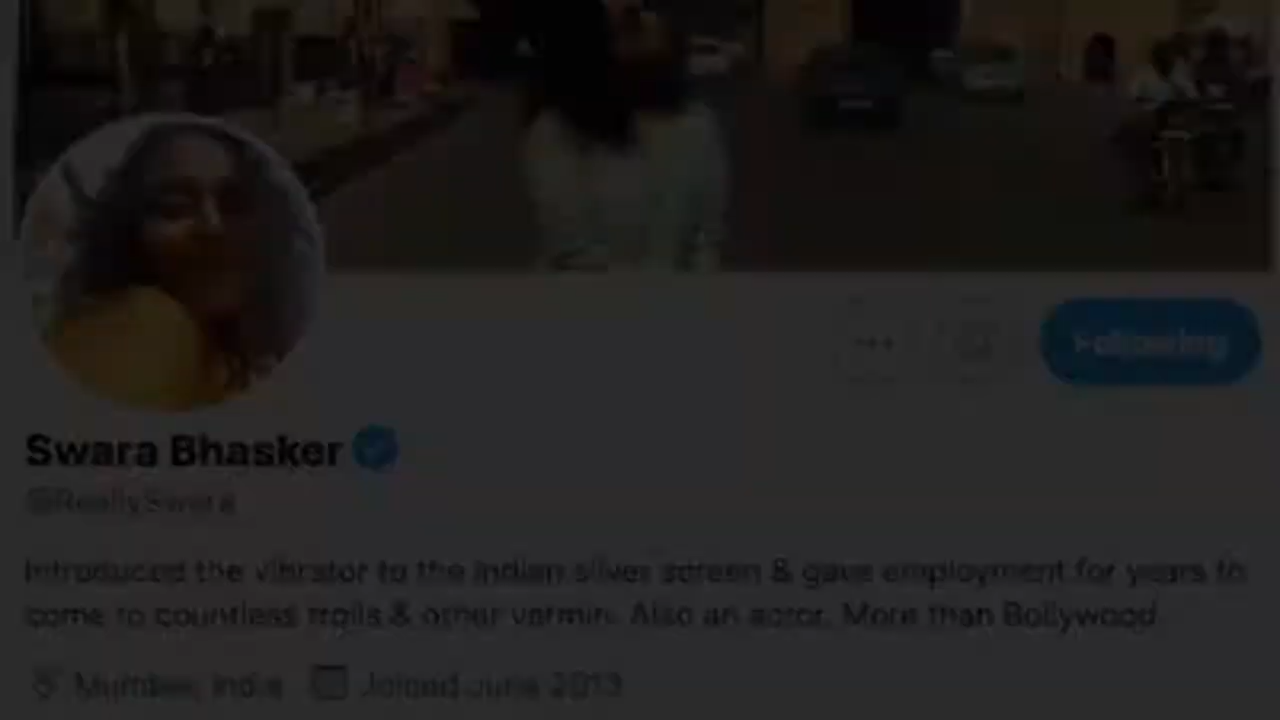 Following
Swara Bhasker
@ReallySwara
Introduced the vibrator to the Indian silver screen & gave employment for years to
come to countless trolls & other vermin. Also an actor. More than Bollywood.
Mumbai, India Joined June 2013